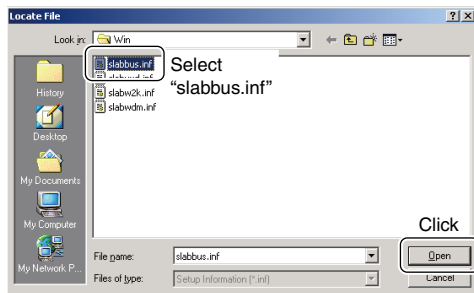 Locate File
Look in:
Win
slabbus.inf
slabw2k.inf
slabwdm.inf
Select
“slabbus.inf”
History
Desktop
My Documents
My Computer
My Network P...
Click
File name:
slabbus.inf
Open
Files of type:
Setup Information (*.inf)
Cancel